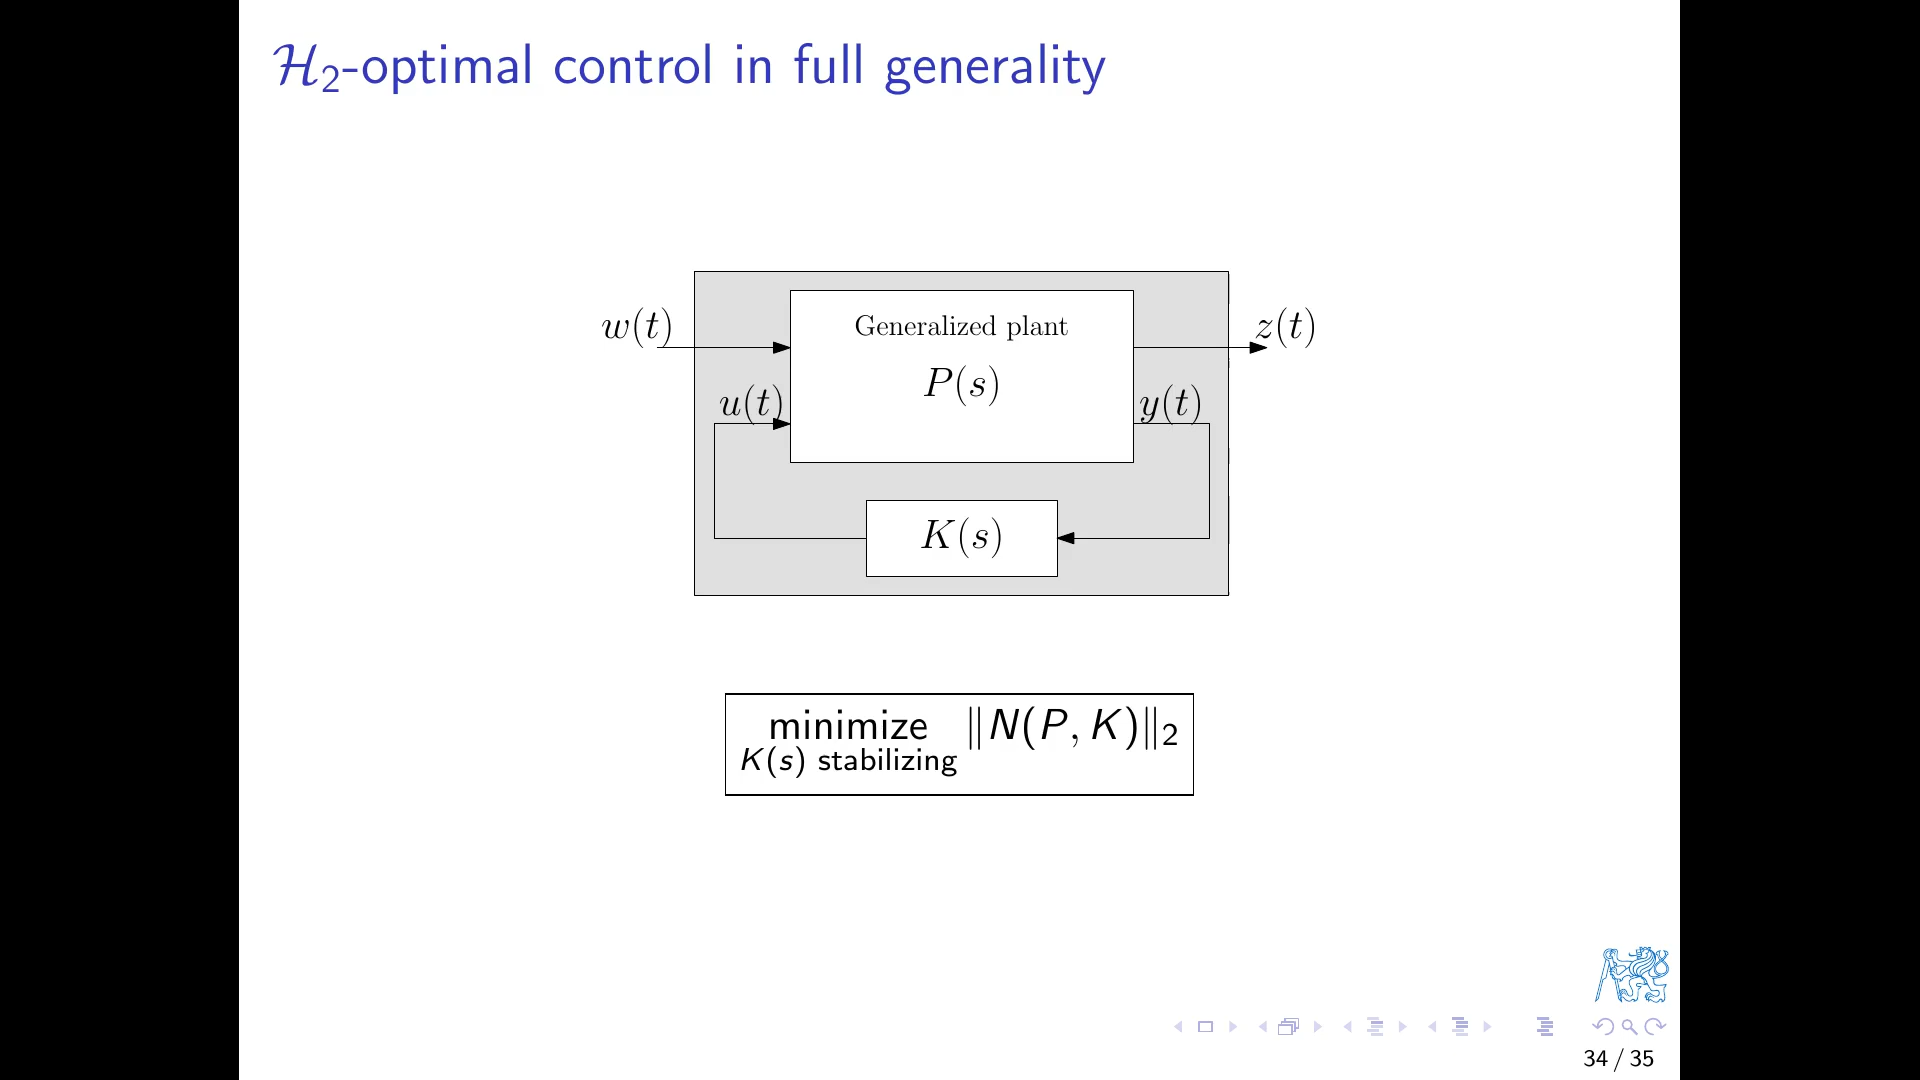 H₂-optimal control in full generality
w(t)
Generalized plant
z(t)
P(s)
u(t)
y(t)
K(s)
minimize ‖N(P, K)‖₂
K(s) stabilizing
34 / 35